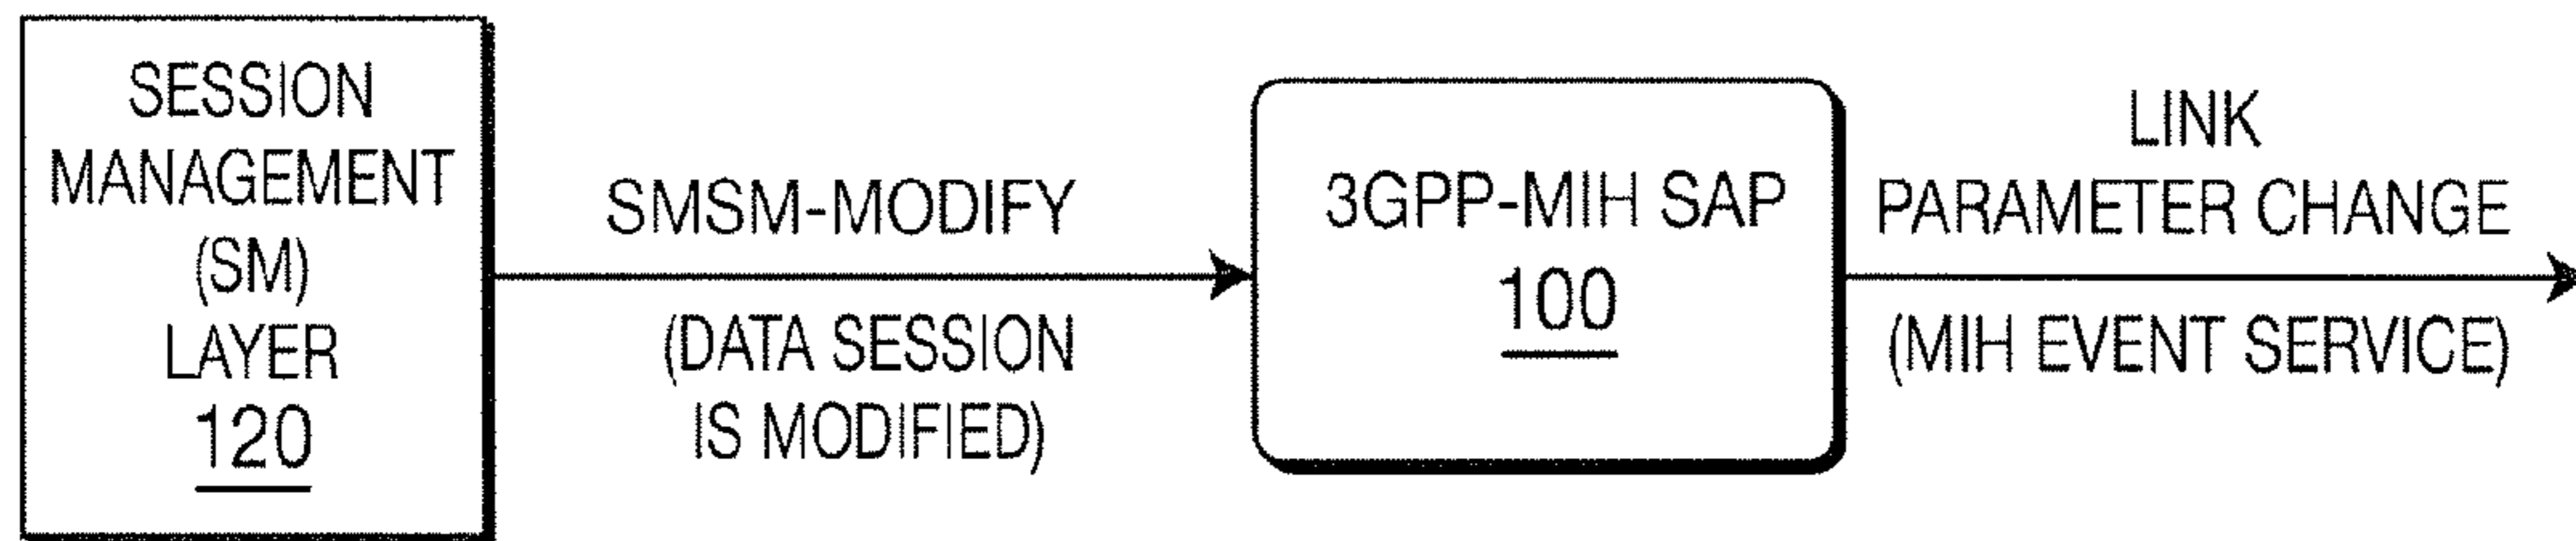 SESSION
MANAGEMENT
(SM)
LAYER
120
SMSM-MODIFY
(DATA SESSION
IS MODIFIED)
3GPP-MIH SAP
100
LINK
PARAMETER CHANGE
(MIH EVENT SERVICE)